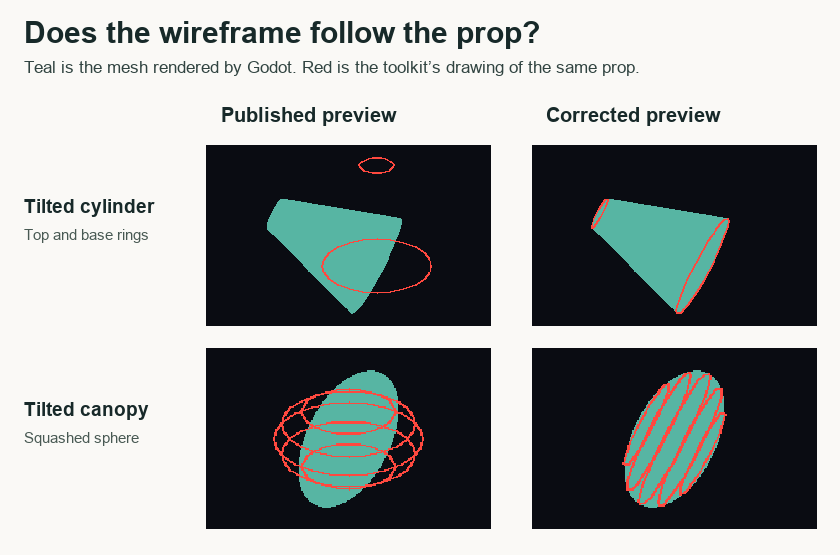 Does the wireframe follow the prop?
Teal is the mesh rendered by Godot. Red is the toolkit’s drawing of the same prop.
Published preview
Corrected preview
Tilted cylinder
Top and base rings
Tilted canopy
Squashed sphere